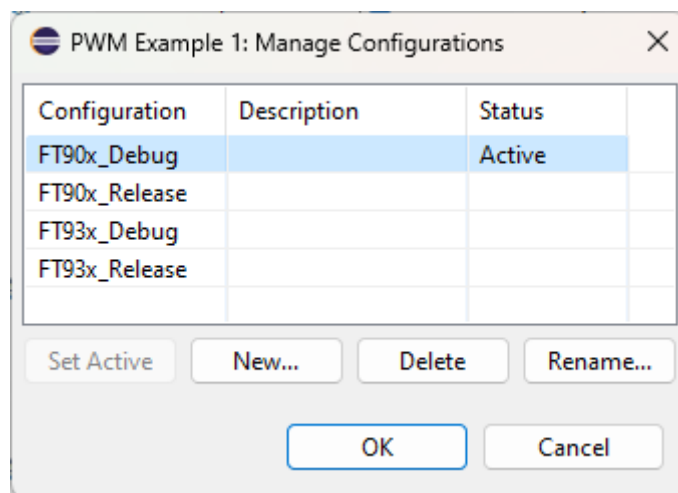 PWM Example 1: Manage Configurations
Configuration Description Status
FT90x_Debug Active
FT90x_Release
FT93x_Debug
FT93x_Release
Set Active New... Delete Rename...
OK Cancel